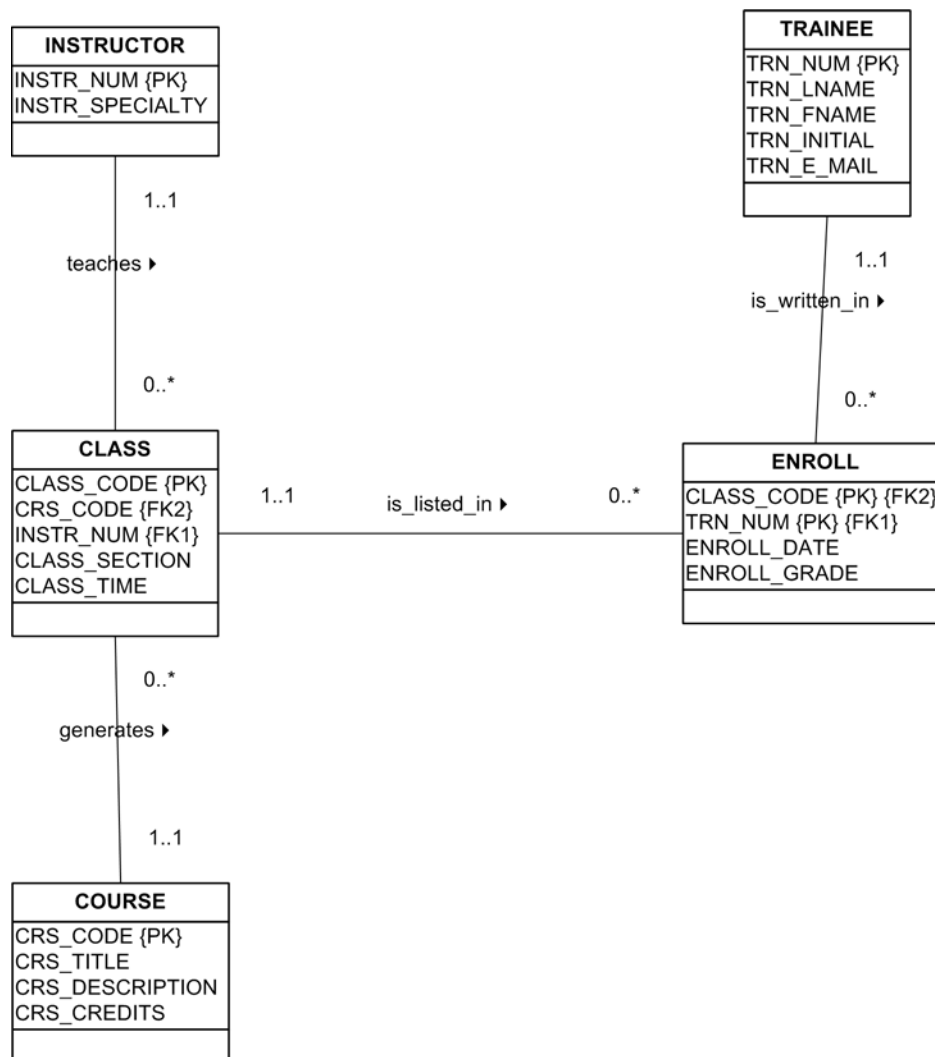 INSTRUCTOR
INSTR_NUM {PK}
INSTR_SPECIALTY
TRAINEE
TRN_NUM {PK}
TRN_LNAME
TRN_FNAME
TRN_INITIAL
TRN_E_MAIL
1..1
teaches
0..*
1..1
is_written_in
0..*
CLASS
CLASS_CODE {PK}
CRS_CODE {FK2}
INSTR_NUM {FK1}
CLASS_SECTION
CLASS_TIME
1..1
is_listed_in
0..*
ENROLL
CLASS_CODE {PK} {FK2}
TRN_NUM {PK} {FK1}
ENROLL_DATE
ENROLL_GRADE
0..*
generates
1..1
COURSE
CRS_CODE {PK}
CRS_TITLE
CRS_DESCRIPTION
CRS_CREDITS